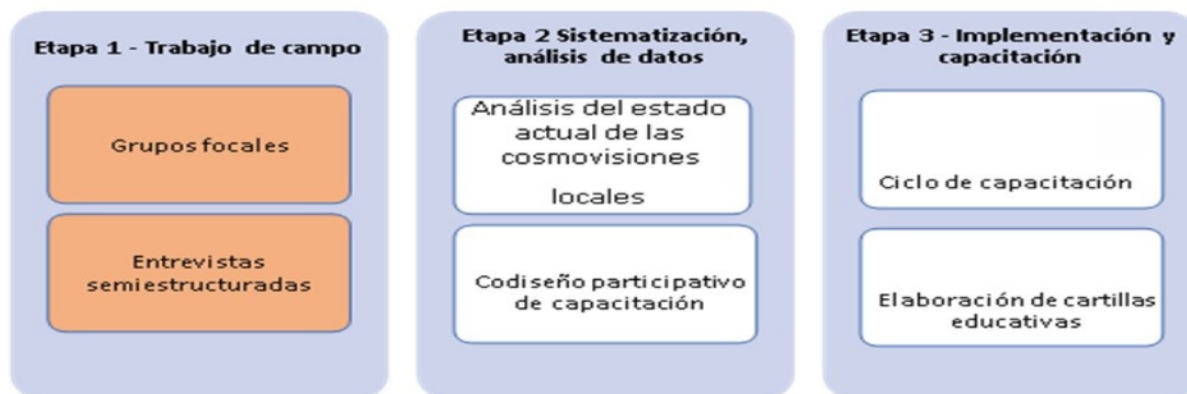 Etapa 1 - Trabajo de campo
Grupos focales
Entrevistas
semiestructuradas
Etapa 2 Sistematización,
análisis de datos
Análisis del estado
actual de las
cosmovisiones
locales
Codiseño participativo
de capacitación
Etapa 3 - Implementación y
capacitación
Ciclo de capacitación
Elaboración de cartillas
educativas